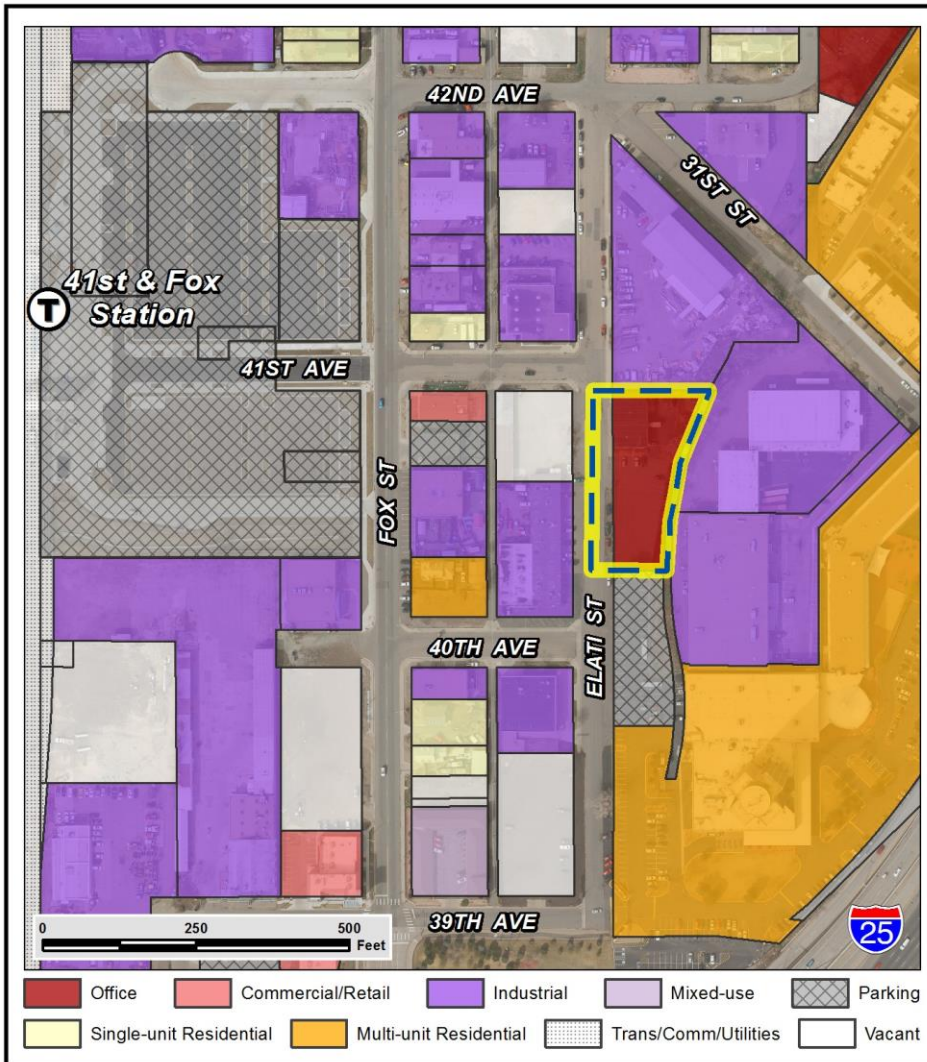 42ND AVE
31ST ST
41st & Fox
T
Station
41ST AVE
FOX ST
ELATI ST
40TH AVE
39TH AVE
0 250 500
Feet
25
Office Commercial/Retail Industrial Mixed-use Parking
Single-unit Residential Multi-unit Residential Trans/Comm/Utilities Vacant